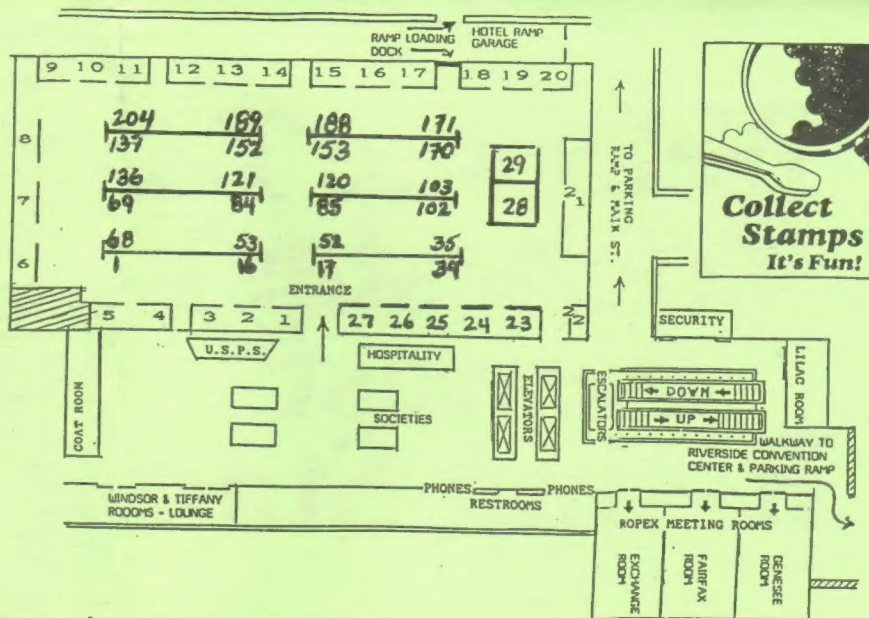 RAMP LOADING DOCK
HOTEL RAMP GARAGE
9 10 11 12 13 14 15 16 17 18 19 20
204 189 188 171
137 152 153 170
8
29
136 121 120 103
69 84 85 102
7
28
21
TO PARKING RAMP & MAIN ST.
Collect
Stamps
It's Fun!
68 53 52 35
1 16 17 34
6
ENTRANCE
5 4 3 2 1 27 26 25 24 23 22
SECURITY
U.S.P.S.
HOSPITALITY
COAT ROOM
SOCIETIES
ELEVATORS
ESCALATORS
DOWN
UP
LILAC ROOM
WALKWAY TO
RIVERSIDE CONVENTION
CENTER & PARKING RAMP
WINDSOR & TIFFANY
ROOOMS - LOUNGE
PHONES PHONES
RESTROOMS
ROPEX MEETING ROOMS
EXCHANGE ROOM
FAIRFAX ROOM
GENESEE ROOM